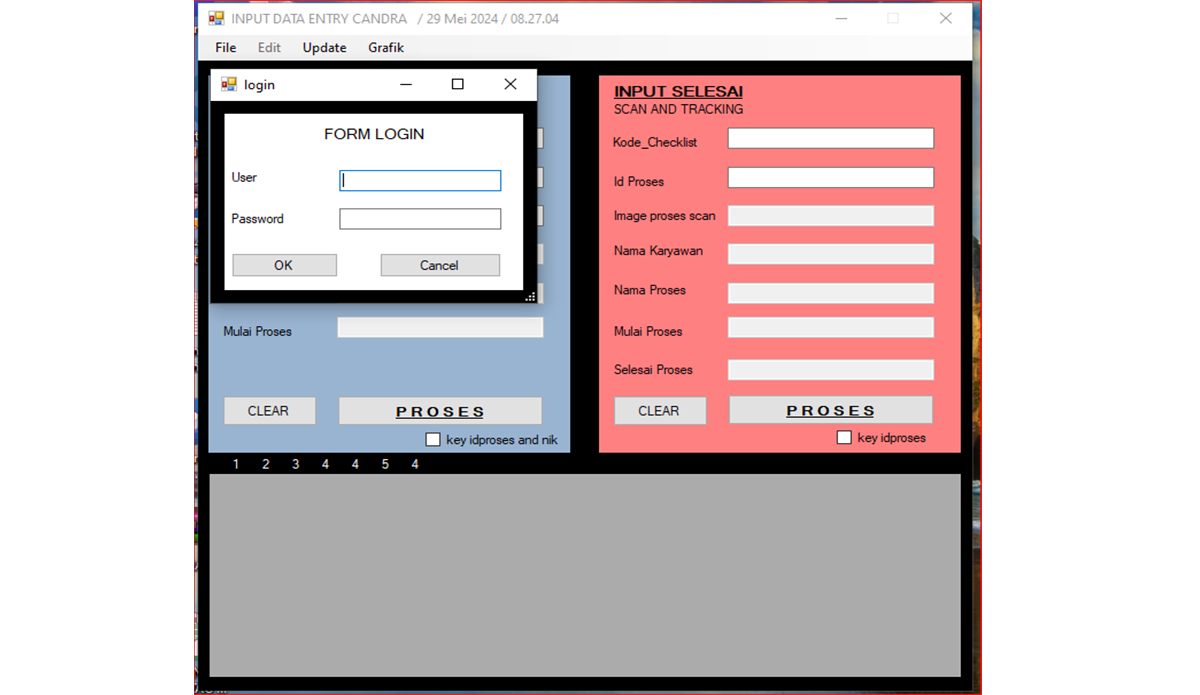 INPUT DATA ENTRY CANDRA / 29 Mei 2024 / 08.27.04
File Edit Update Grafik
login
FORM LOGIN
User
Password
OK Cancel
Mulai Proses
CLEAR PROSES
key idproses and nik
INPUT SELESAI
SCAN AND TRACKING
Kode_Checklist
Id Proses
Image proses scan
Nama Karyawan
Nama Proses
Mulai Proses
Selesai Proses
CLEAR PROSES
key idproses
1 2 3 4 4 5 4